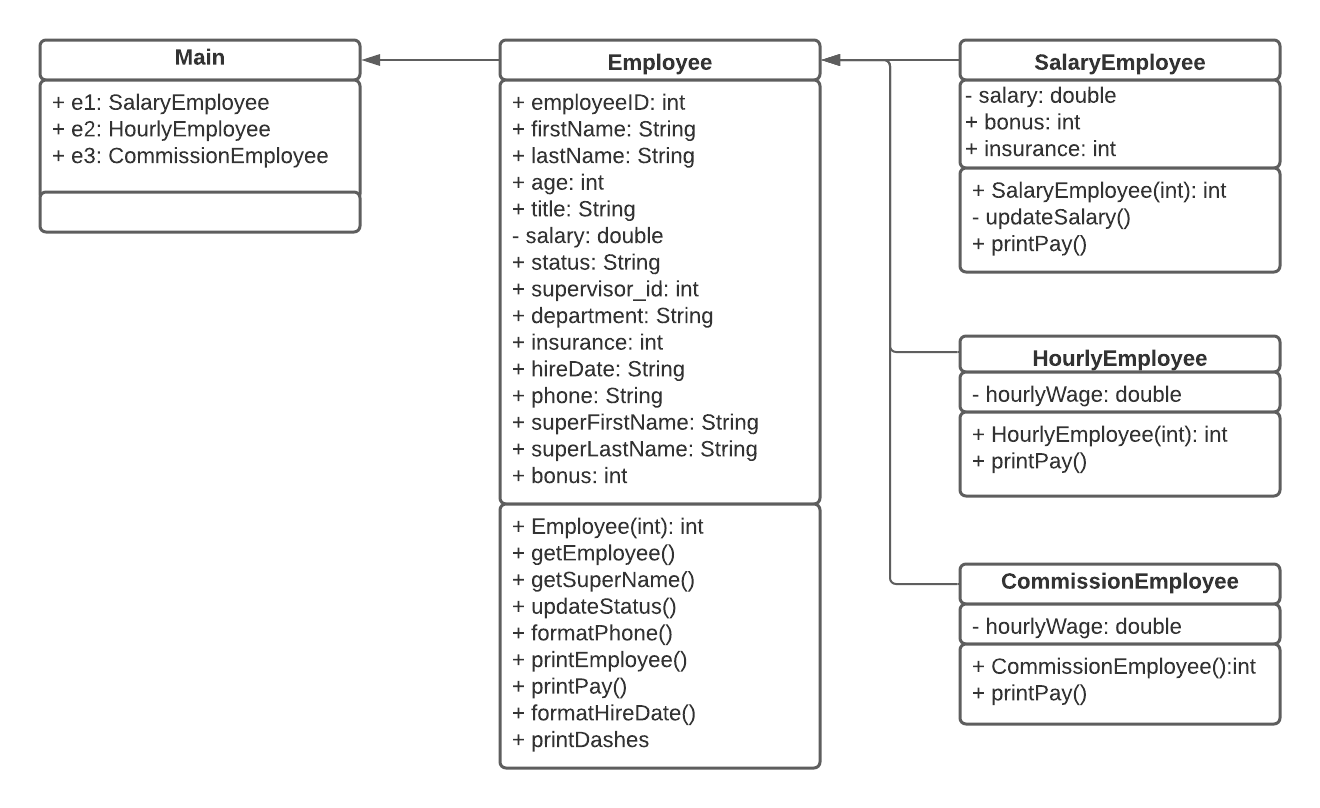 Main
+ e1: SalaryEmployee
+ e2: HourlyEmployee
+ e3: CommissionEmployee
Employee
+ employeeID: int
+ firstName: String
+ lastName: String
+ age: int
+ title: String
- salary: double
+ status: String
+ supervisor_id: int
+ department: String
+ insurance: int
+ hireDate: String
+ phone: String
+ superFirstName: String
+ superLastName: String
+ bonus: int
+ Employee(int): int
+ getEmployee()
+ getSuperName()
+ updateStatus()
+ formatPhone()
+ printEmployee()
+ printPay()
+ formatHireDate()
+ printDashes
SalaryEmployee
- salary: double
+ bonus: int
+ insurance: int
+ SalaryEmployee(int): int
- updateSalary()
+ printPay()
HourlyEmployee
- hourlyWage: double
+ HourlyEmployee(int): int
+ printPay()
CommissionEmployee
- hourlyWage: double
+ CommissionEmployee():int
+ printPay()